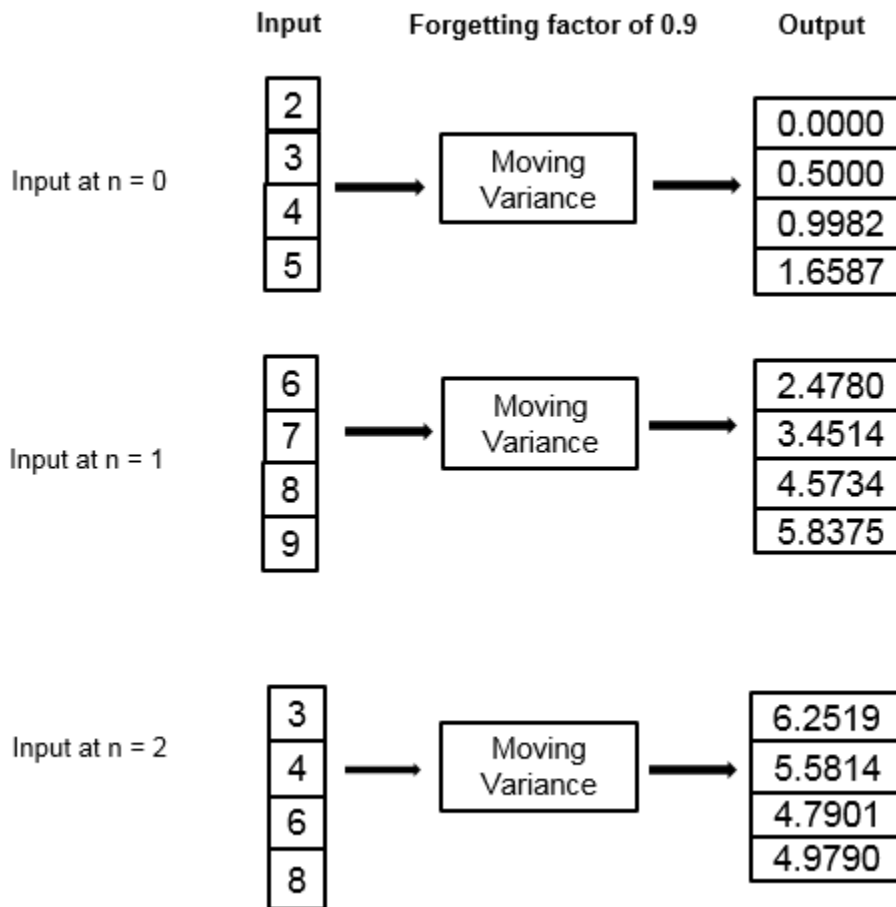 Input Forgetting factor of 0.9 Output
Input at n = 0
2
3
4
5
Moving
Variance
0.0000
0.5000
0.9982
1.6587
Input at n = 1
6
7
8
9
Moving
Variance
2.4780
3.4514
4.5734
5.8375
Input at n = 2
3
4
6
8
Moving
Variance
6.2519
5.5814
4.7901
4.9790